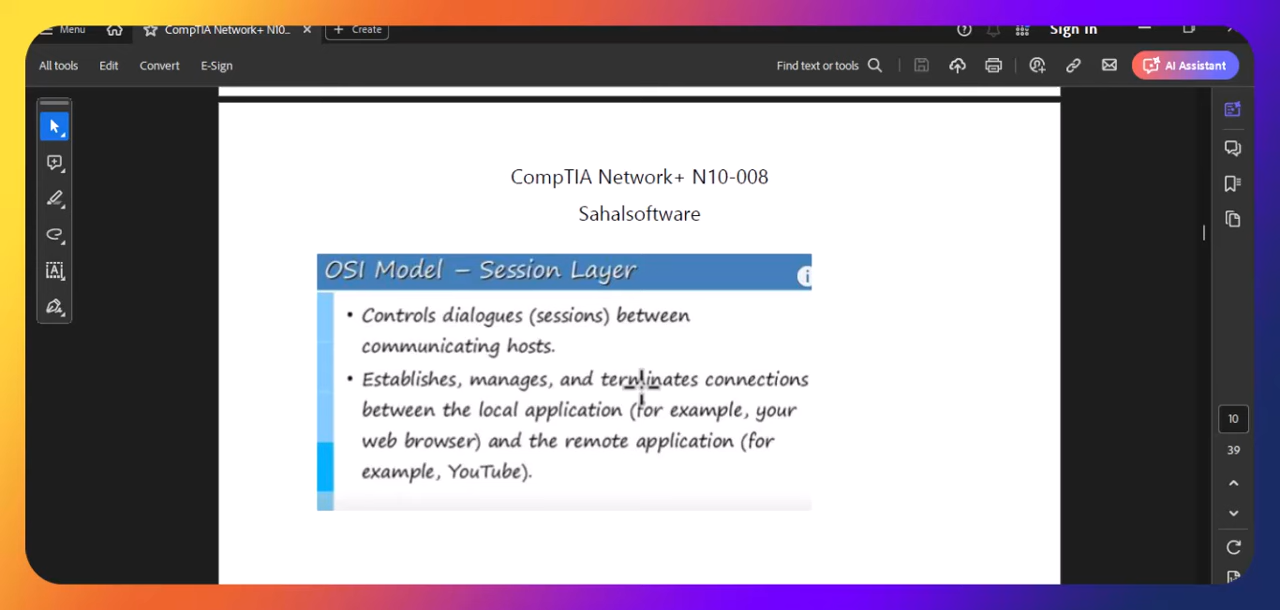 Menu
CompTIA Network+ N10...
Create
Sign in
All tools
Edit
Convert
E-Sign
Find text or tools
AI Assistant
CompTIA Network+ N10-008
Sahalsoftware
OSI Model – Session Layer
• Controls dialogues (sessions) between
communicating hosts.
• Establishes, manages, and terminates connections
between the local application (for example, your
web browser) and the remote application (for
example, YouTube).
10
39